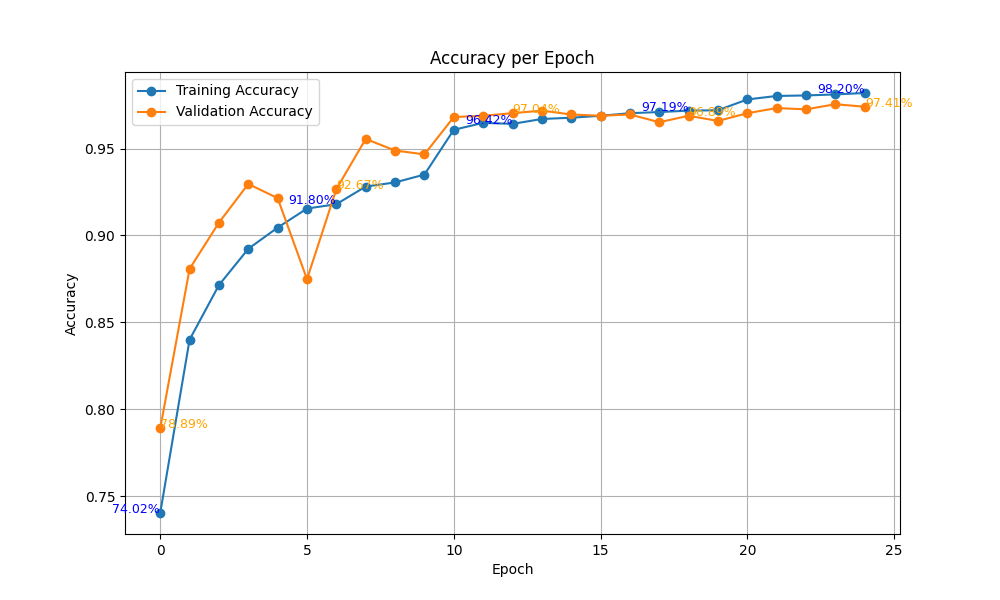 Accuracy per Epoch
Training Accuracy
Validation Accuracy
98.20%
97.41%
97.19%
97.04%
96.89%
96.42%
92.67%
91.80%
78.89%
74.02%
0.95
0.90
0.85
0.80
0.75
Accuracy
0 5 10 15 20 25
Epoch